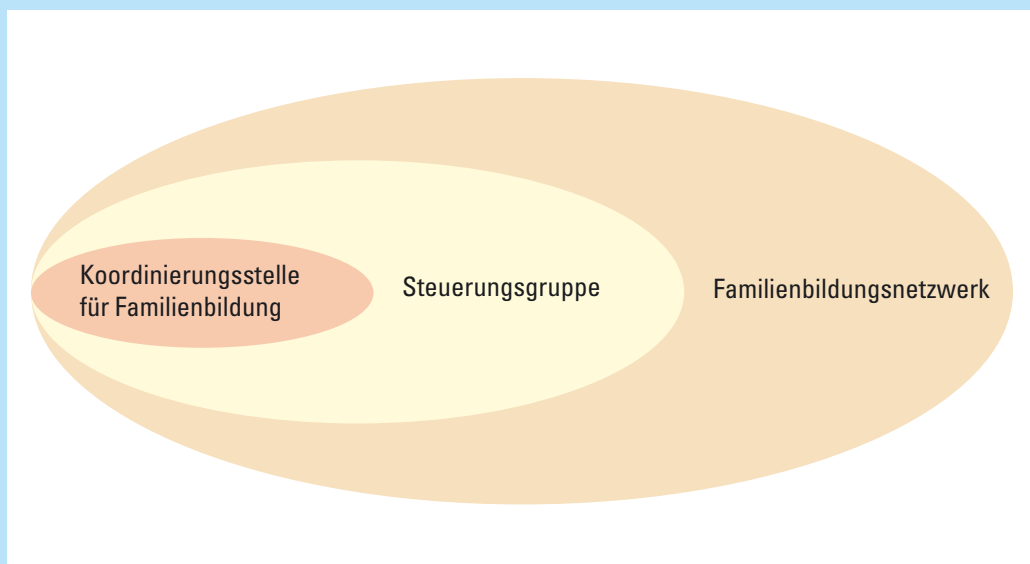 Koordinierungsstelle
für Familienbildung
Steuerungsgruppe
Familienbildungsnetzwerk